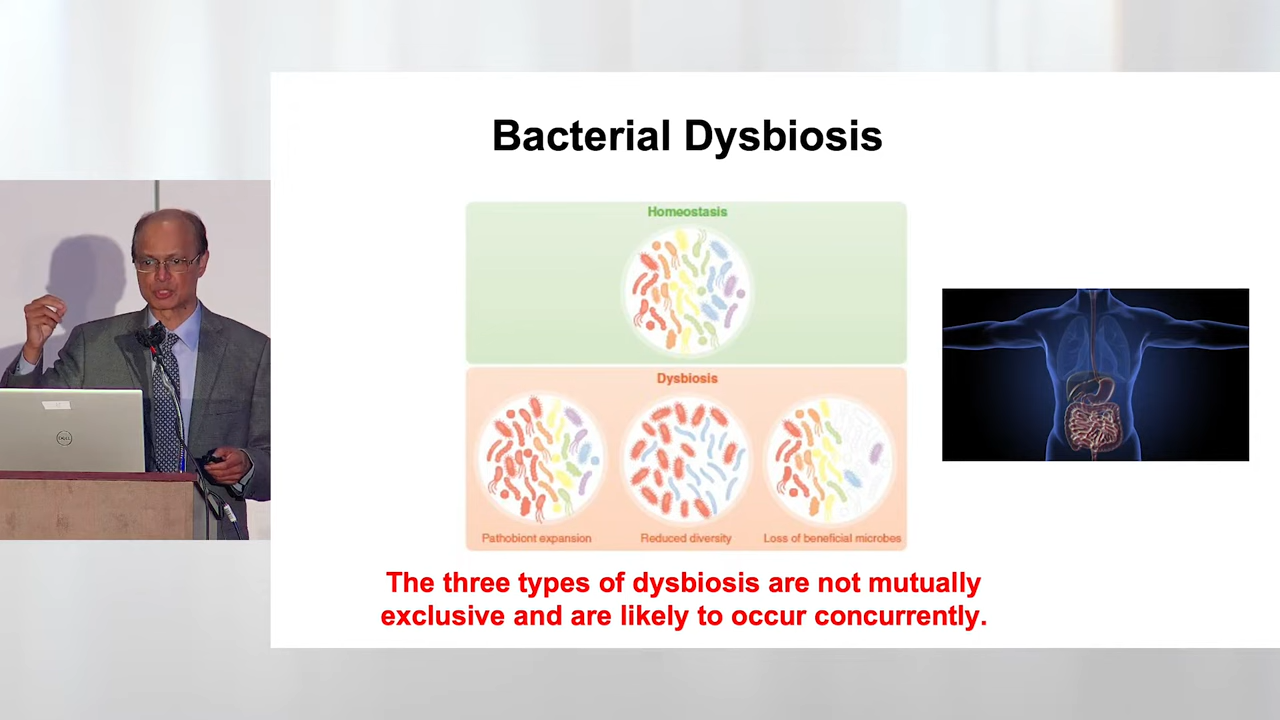 Bacterial Dysbiosis
Homeostasis
Dysbiosis
Pathobiont expansion
Reduced diversity
Loss of beneficial microbes
The three types of dysbiosis are not mutually
exclusive and are likely to occur concurrently.
DELL